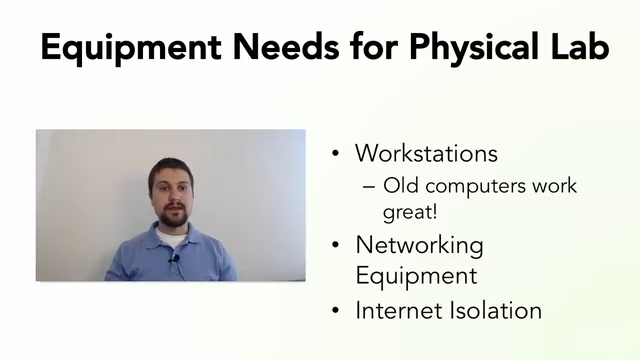 Equipment Needs for Physical Lab
• Workstations
– Old computers work
great!
• Networking
Equipment
• Internet Isolation